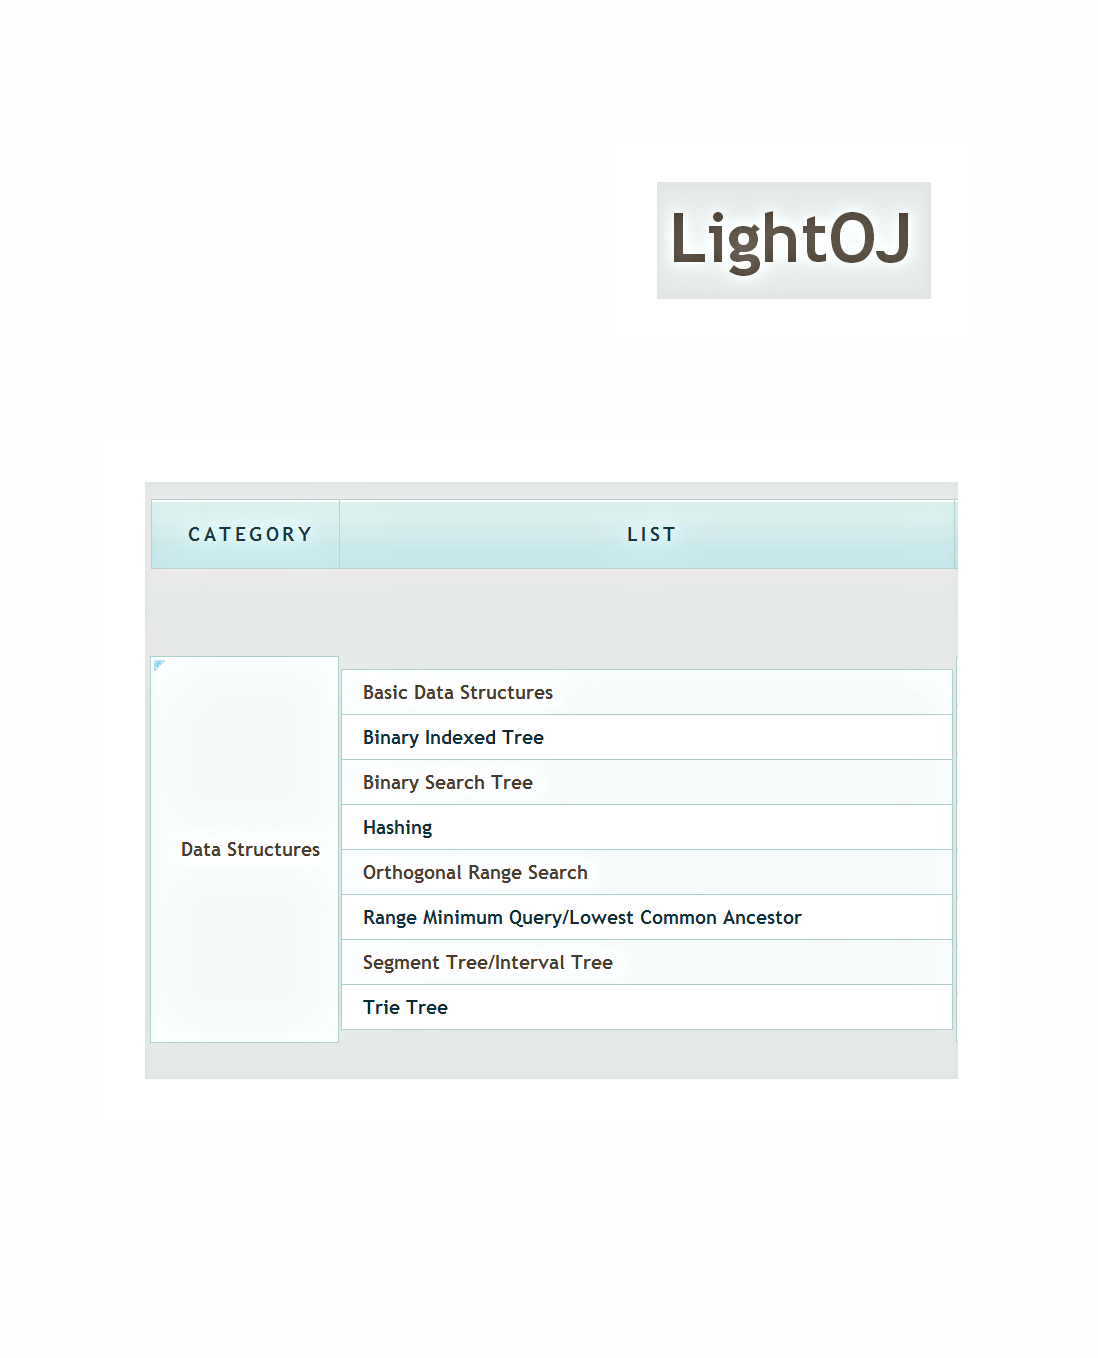 LightOJ
CATEGORY LIST
Data Structures
Basic Data Structures
Binary Indexed Tree
Binary Search Tree
Hashing
Orthogonal Range Search
Range Minimum Query/Lowest Common Ancestor
Segment Tree/Interval Tree
Trie Tree